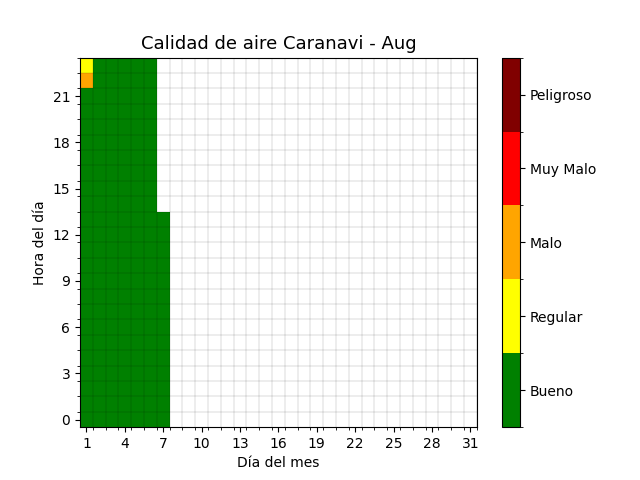 Calidad de aire Caranavi - Aug
Hora del día
21
18
15
12
9
6
3
0
1 4 7 10 13 16 19 22 25 28 31
Día del mes
Peligroso
Muy Malo
Malo
Regular
Bueno